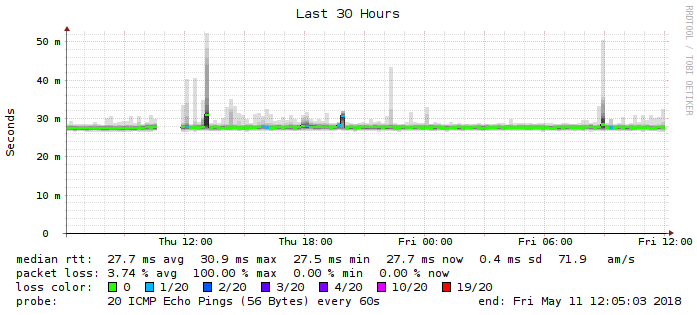 Last 30 Hours
RRDTOOL / TOBI OETIKER
Seconds
50 m
40 m
30 m
20 m
10 m
0
Thu 12:00 Thu 18:00 Fri 00:00 Fri 06:00 Fri 12:00
median rtt: 27.7 ms avg 30.9 ms max 27.5 ms min 27.7 ms now 0.4 ms sd 71.9 am/s
packet loss: 3.74 % avg 100.00 % max 0.00 % min 0.00 % now
loss color: 0 1/20 2/20 3/20 4/20 10/20 19/20
probe: 20 ICMP Echo Pings (56 Bytes) every 60s end: Fri May 11 12:05:03 2018